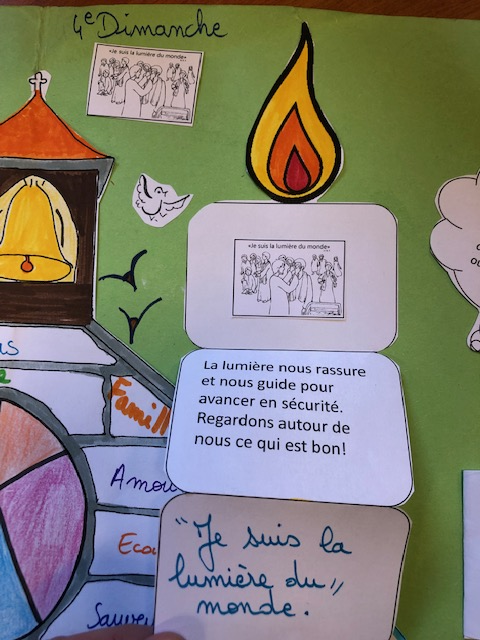 4e Dimanche
«Je suis la lumière du monde»
«Je suis la lumière du monde»
La lumière nous rassure
et nous guide pour
avancer en sécurité.
Regardons autour de
nous ce qui est bon!
"Je suis la
lumière du
monde.
Famill
Amou
Eco
Sauve